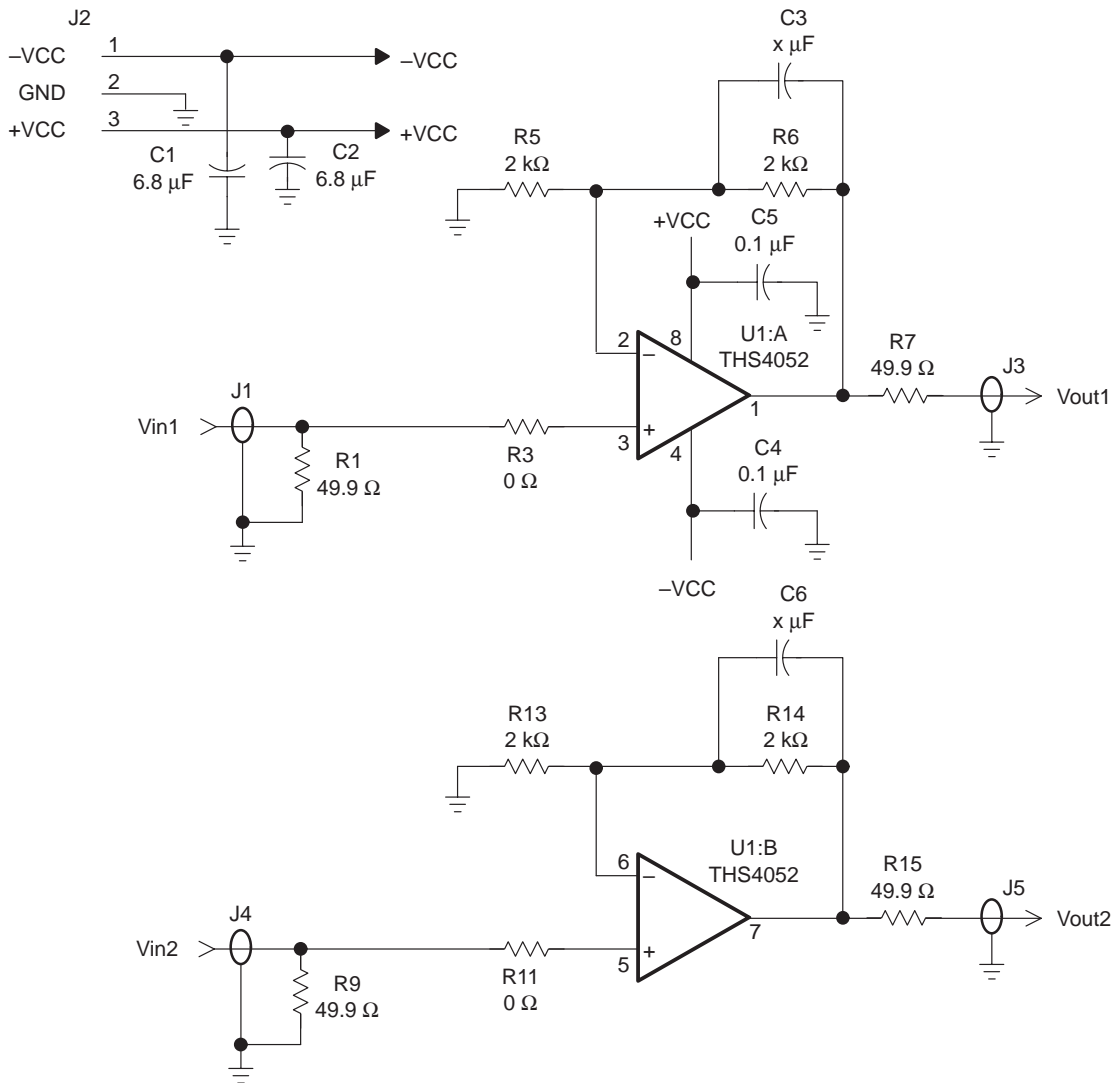 J2
–VCC 1 –VCC
GND 2
+VCC 3 +VCC
C1
6.8 µF
C2
6.8 µF
C3
x µF
R5
2 kΩ
R6
2 kΩ
+VCC
C5
0.1 µF
U1:A
THS4052
8
2
–
1
+
3
4
R7
49.9 Ω
J3
Vout1
J1
Vin1
R1
49.9 Ω
R3
0 Ω
C4
0.1 µF
–VCC
C6
x µF
R13
2 kΩ
R14
2 kΩ
U1:B
THS4052
6
–
7
+
5
R15
49.9 Ω
J5
Vout2
J4
Vin2
R9
49.9 Ω
R11
0 Ω